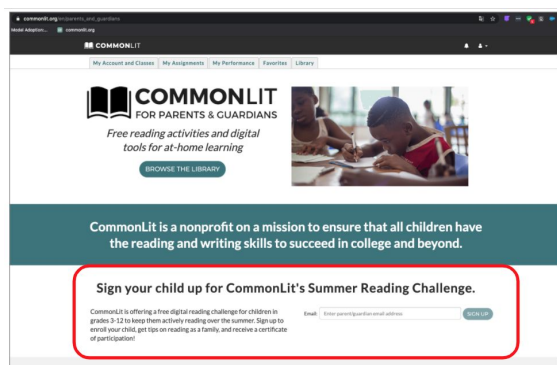 commonlit.org/en/parents_and_guardians
Model Adoption... commonlit.org
COMMONLIT
My Account and Classes My Assignments My Performance Favorites Library
COMMONLIT
FOR PARENTS & GUARDIANS
Free reading activities and digital
tools for at-home learning
BROWSE THE LIBRARY
CommonLit is a nonprofit on a mission to ensure that all children have
the reading and writing skills to succeed in college and beyond.
Sign your child up for CommonLit's Summer Reading Challenge.
CommonLit is offering a free digital reading challenge for children in
grades 3-12 to keep them actively reading over the summer. Sign up to
enroll your child, get tips on reading as a family, and receive a certificate
of participation!
Email Enter parent/guardian email address SIGN UP